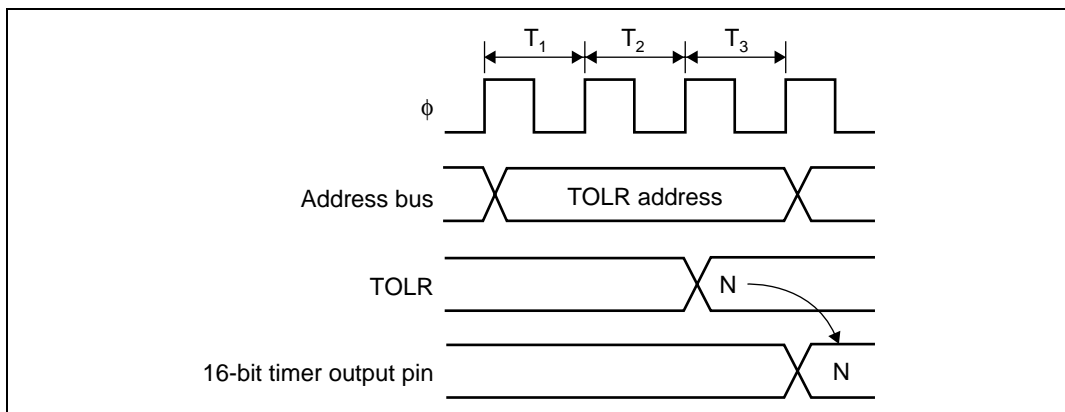 T₁ T₂ T₃
φ
Address bus TOLR address
TOLR N
16-bit timer output pin N